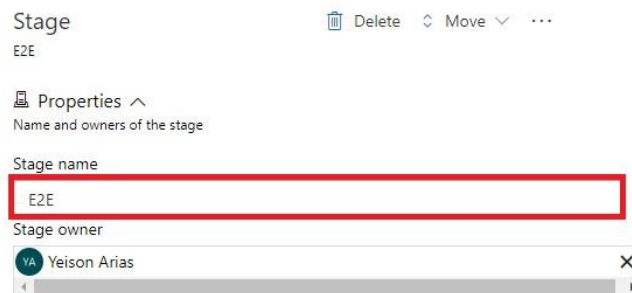 Stage
Delete
Move
...
E2E
Properties
Name and owners of the stage
Stage name
E2E
Stage owner
YA Yeison Arias